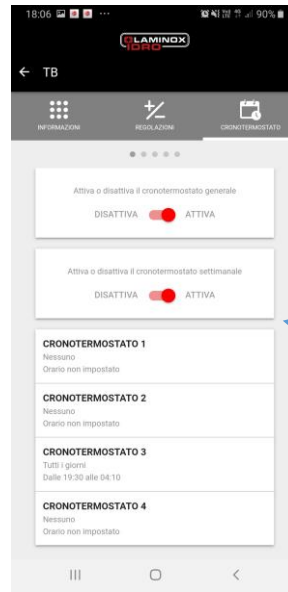 18:06
90%
LAMINOX
IDRO
TB
INFORMAZIONI
REGOLAZIONI
CRONOTERMOSTATO
Attiva o disattiva il cronotermostato generale
DISATTIVA ATTIVA
Attiva o disattiva il cronotermostato settimanale
DISATTIVA ATTIVA
CRONOTERMOSTATO 1
Nessuno
Orario non impostato
CRONOTERMOSTATO 2
Nessuno
Orario non impostato
CRONOTERMOSTATO 3
Tutti i giorni
Dalle 19:30 alle 04:10
CRONOTERMOSTATO 4
Nessuno
Orario non impostato